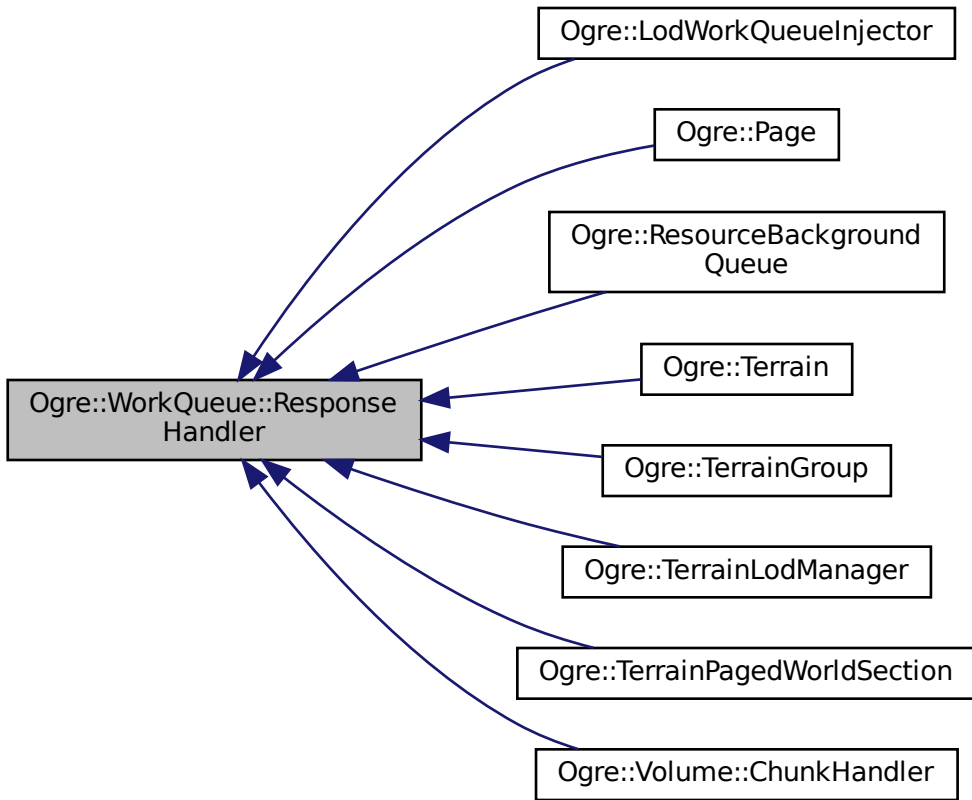 Ogre::LodWorkQueueInjector
Ogre::Page
Ogre::ResourceBackground
Queue
Ogre::Terrain
Ogre::WorkQueue::Response
Handler
Ogre::TerrainGroup
Ogre::TerrainLodManager
Ogre::TerrainPagedWorldSection
Ogre::Volume::ChunkHandler